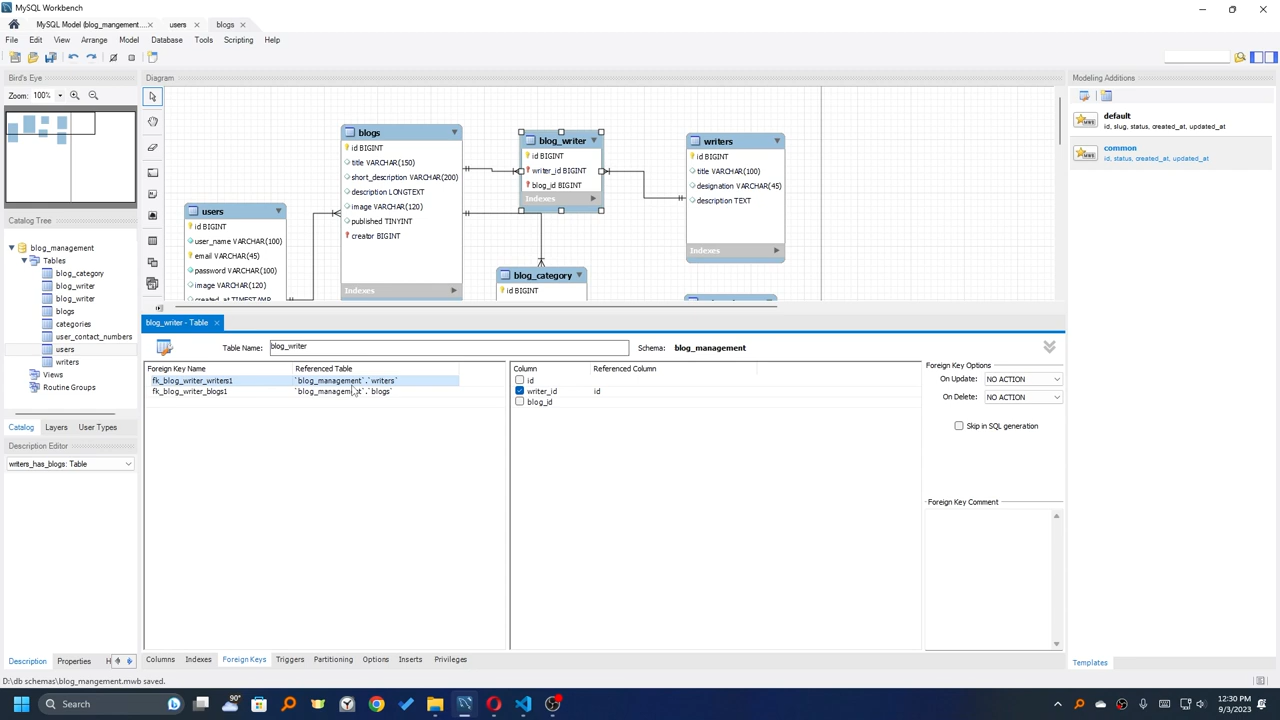 MySQL Workbench
MySQL Model (blog_mangement....
users
blogs
File Edit View Arrange Model Database Tools Scripting Help
Bird's Eye
Zoom: 100%
Diagram
Modeling Additions
default
id, slug, status, created_at, updated_at
common
id, status, created_at, updated_at
blogs
id BIGINT
title VARCHAR(150)
short_description VARCHAR(200)
description LONGTEXT
image VARCHAR(120)
published TINYINT
creator BIGINT
Indexes
blog_writer
id BIGINT
writer_id BIGINT
blog_id BIGINT
Indexes
writers
id BIGINT
title VARCHAR(100)
designation VARCHAR(45)
description TEXT
Indexes
users
id BIGINT
user_name VARCHAR(100)
email VARCHAR(45)
password VARCHAR(100)
image VARCHAR(120)
created_at TIMESTAMP
blog_category
id BIGINT
Catalog Tree
blog_management
Tables
blog_category
blog_writer
blog_writer
blogs
categories
user_contact_numbers
users
writers
Views
Routine Groups
Catalog Layers User Types
Description Editor
writers_has_blogs: Table
Description Properties H
blog_writer - Table
Table Name: blog_writer
Schema: blog_management
Foreign Key Name Referenced Table
fk_blog_writer_writers1 `blog_management`.`writers`
fk_blog_writer_blogs1 `blog_management`.`blogs`
Column Referenced Column
id
writer_id id
blog_id
Foreign Key Options
On Update: NO ACTION
On Delete: NO ACTION
Skip in SQL generation
Foreign Key Comment
Columns Indexes Foreign Keys Triggers Partitioning Options Inserts Privileges
Templates
D:\db schemas\blog_mangement.mwb saved.
Search
90°
12:30 PM
9/3/2023